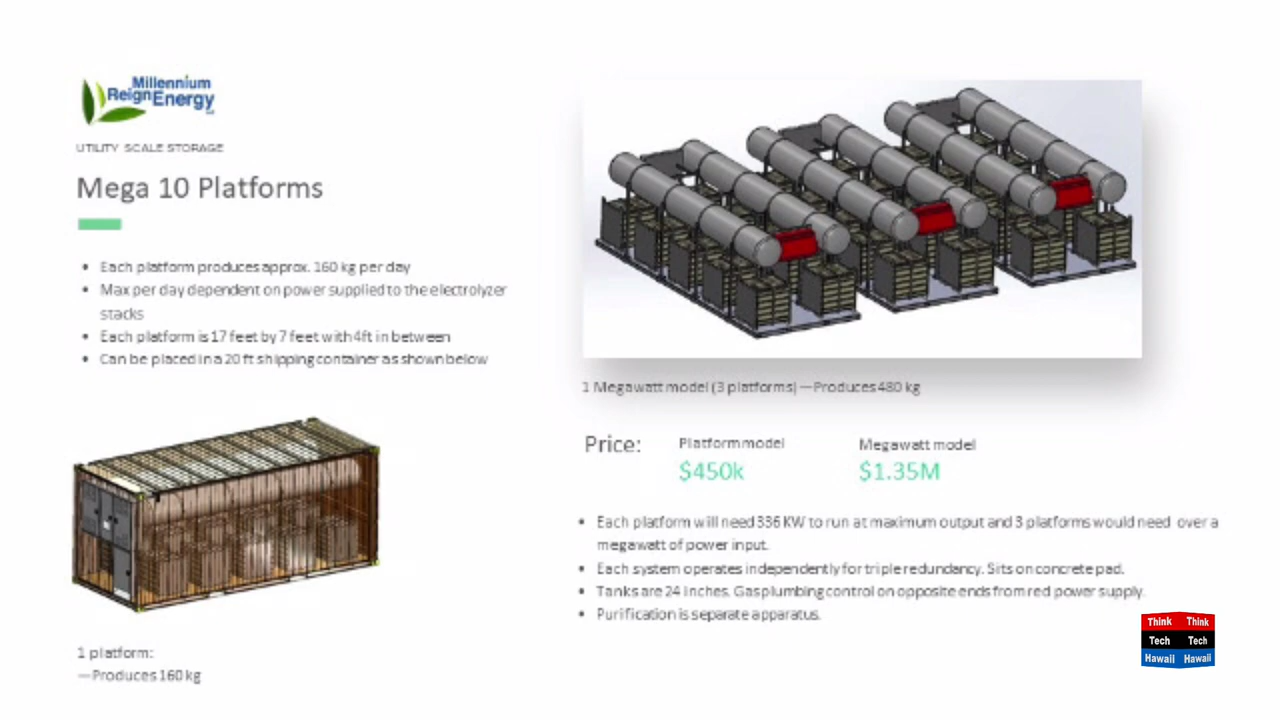 Millennium
ReignEnergy
UTILITY SCALE STORAGE
Mega 10 Platforms
• Each platform produces approx. 160 kg per day
• Max per day dependent on power supplied to the electrolyzer
stacks
• Each platform is 17 feet by 7 feet with 4ft in between
• Can be placed in a 20 ft shipping container as shown below
1 platform:
—Produces 160 kg
1 Megawatt model (3 platforms) —Produces 480 kg
Price:
Platform model
$450k
Megawatt model
$1.35M
• Each platform will need 336 KW to run at maximum output and 3 platforms would need over a
megawatt of power input.
• Each system operates independently for triple redundancy. Sits on concrete pad.
• Tanks are 24 inches. Gas plumbing control on opposite ends from red power supply.
• Purification is separate apparatus.
Think Think
Tech Tech
Hawaii Hawaii